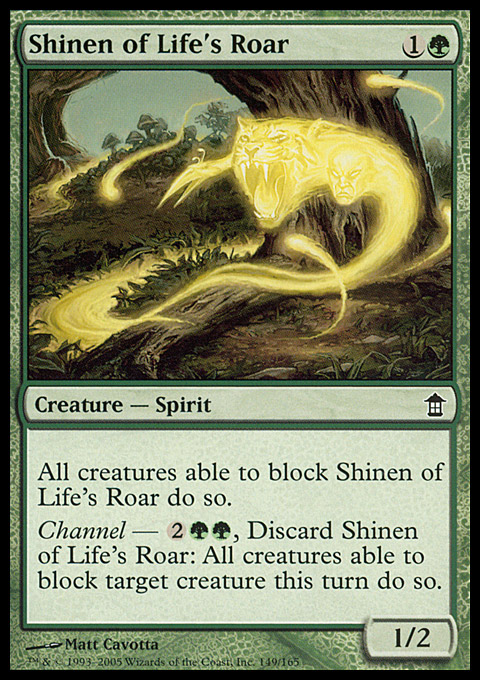 Shinen of Life's Roar 1
Creature — Spirit
All creatures able to block Shinen of
Life's Roar do so.
Channel — 2, Discard Shinen
of Life's Roar: All creatures able to
block target creature this turn do so.
Matt Cavotta
1/2
™ & © 1993–2005 Wizards of the Coast, Inc. 149/165